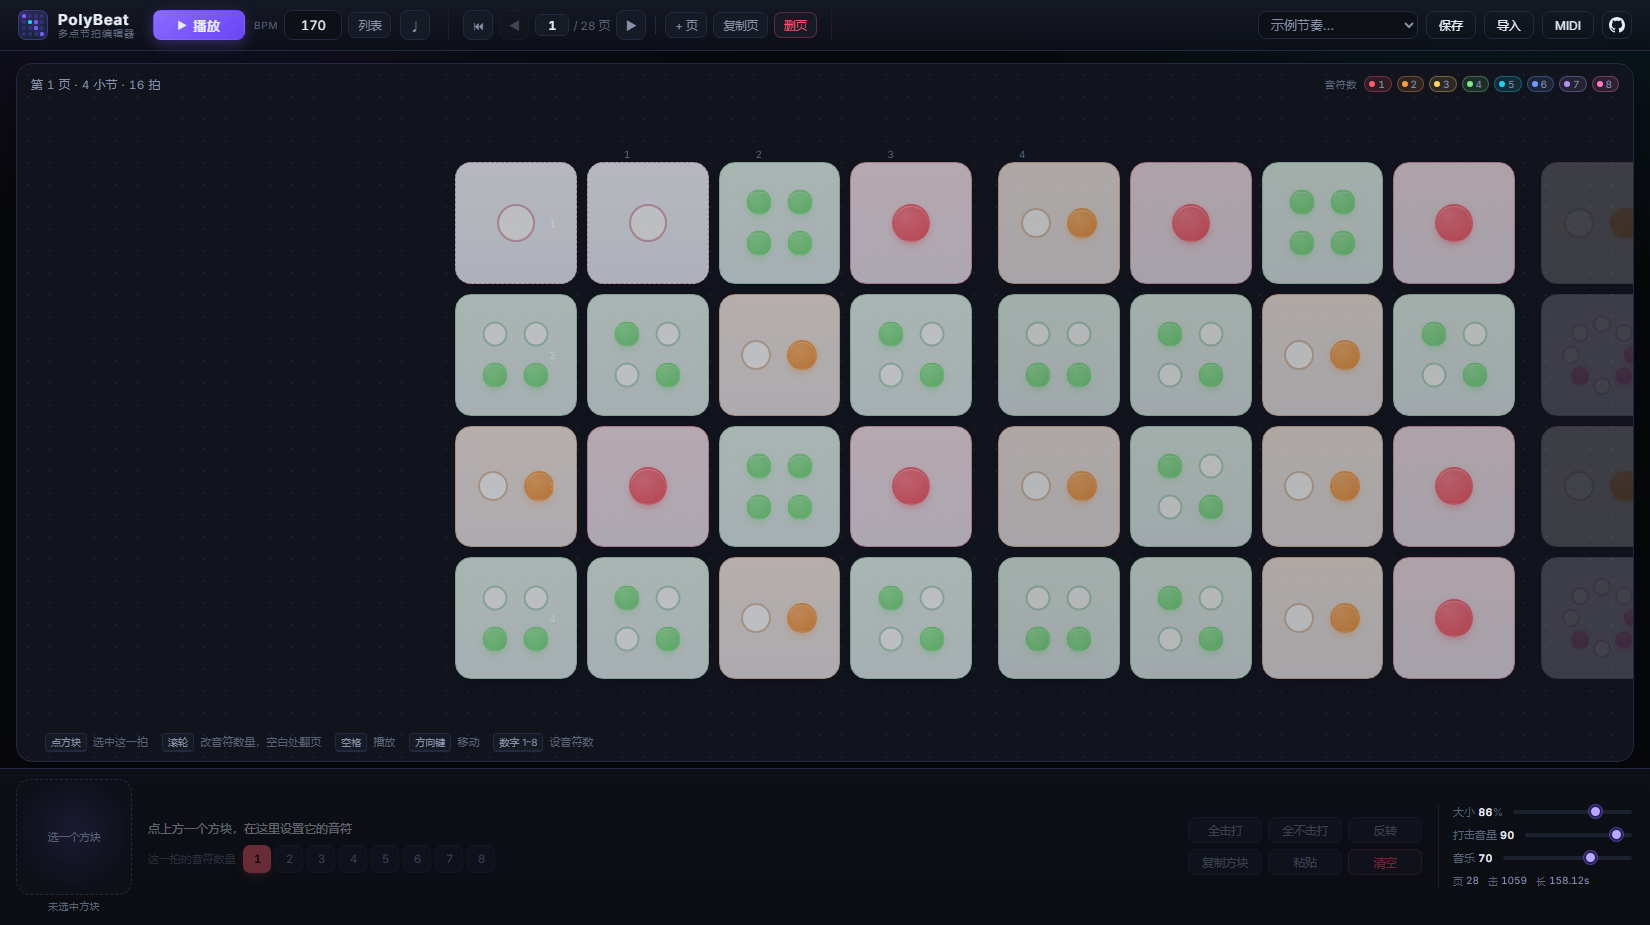 PolyBeat
多点节拍编辑器
▶ 播放
BPM 170 列表 ♩
⏮ ◀ 1 / 28 页 ▶
+ 页 复制页 删页
示例节奏... 保存 导入 MIDI
第 1 页 · 4 小节 · 16 拍
音符数 1 2 3 4 5 6 7 8
1 2 3 4
1
2
4
点方块 选中这一拍 滚轮 改音符数量，空白处翻页 空格 播放 方向键 移动 数字 1-8 设音符数
选一个方块
未选中方块
点上方一个方块，在这里设置它的音符
这一拍的音符数量 1 2 3 4 5 6 7 8
全击打 全不击打 反转
复制方块 粘贴 清空
大小 86%
打击音量 90
音乐 70
页 28 击 1059 长 158.12s